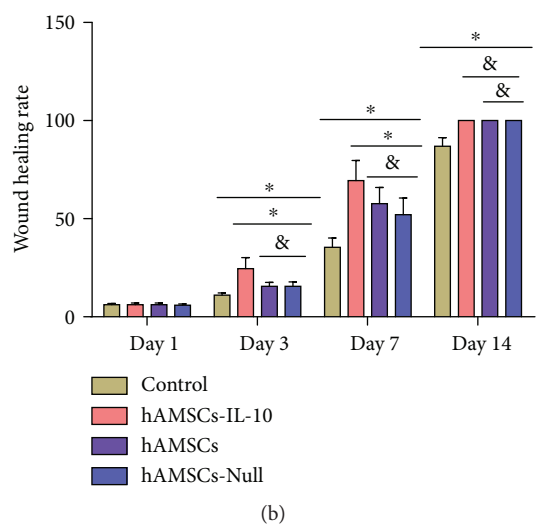 Wound healing rate
150
100
50
0
*
*
&
*
*
&
*
&
&
Day 1
Day 3
Day 7
Day 14
Control
hAMSCs-IL-10
hAMSCs
hAMSCs-Null
(b)